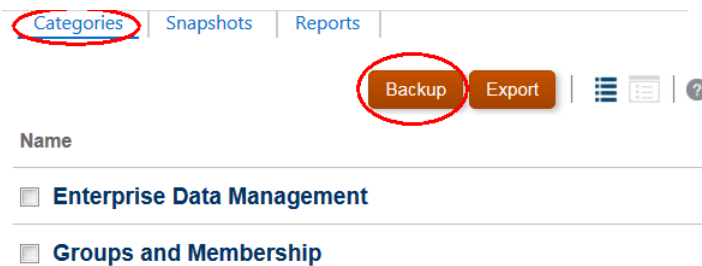 Categories Snapshots Reports
Backup Export ?
Name
Enterprise Data Management
Groups and Membership